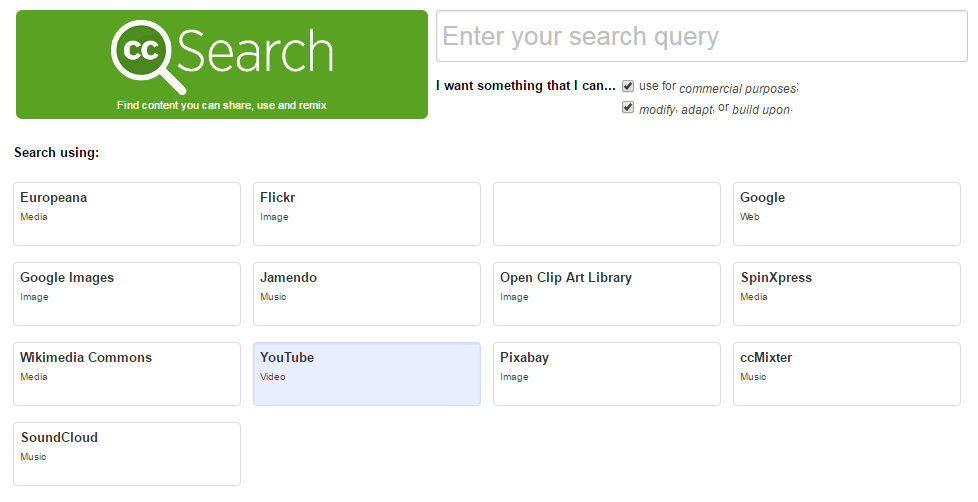 cc Search
Find content you can share, use and remix
Enter your search query
I want something that I can... use for commercial purposes;
modify, adapt, or build upon.
Search using:
Europeana
Media
Flickr
Image
Google
Web
Google Images
Image
Jamendo
Music
Open Clip Art Library
Image
SpinXpress
Media
Wikimedia Commons
Media
YouTube
Video
Pixabay
Image
ccMixter
Music
SoundCloud
Music